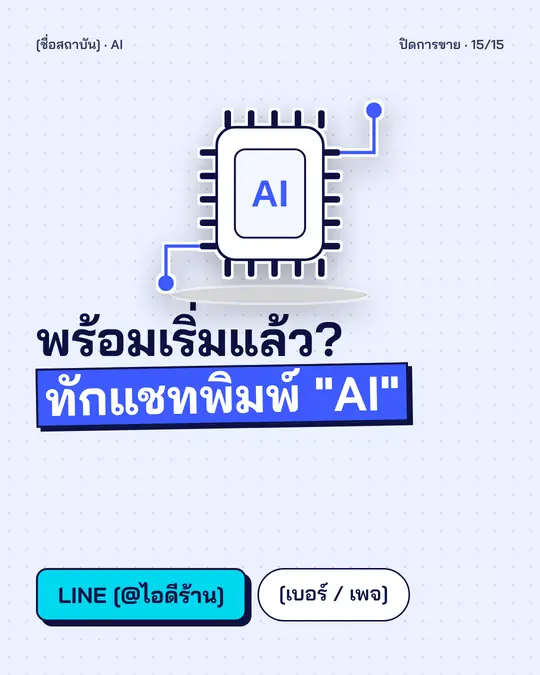 [ชื่อสถาบัน] · AI
ปิดการขาย · 15/15
AI
พร้อมเริ่มแล้ว?
ทักแชทพิมพ์ "AI"
LINE [@ไอดีร้าน]
[เบอร์ / เพจ]